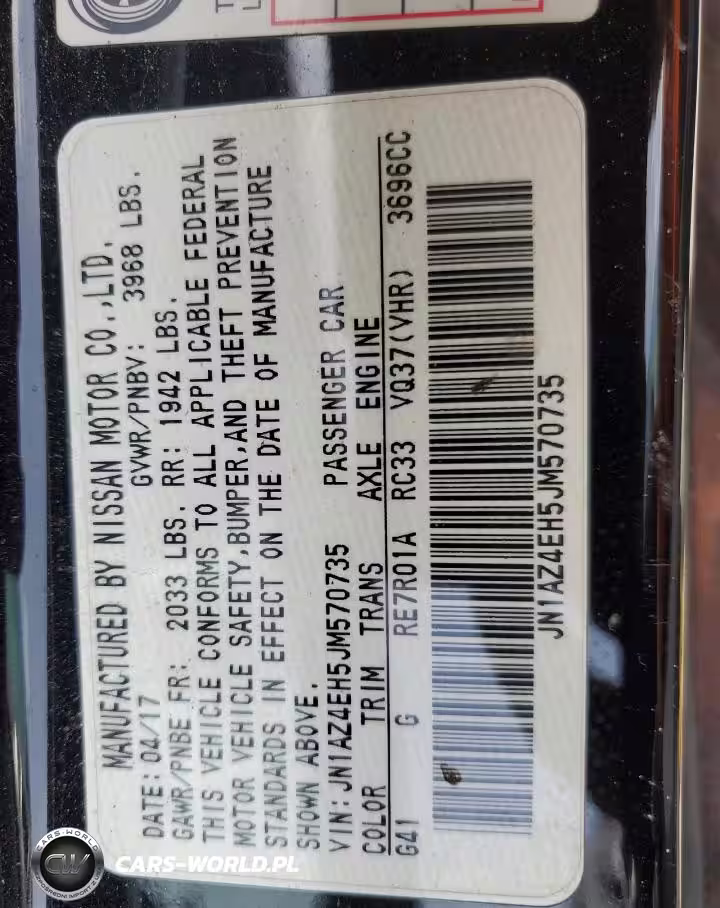 MANUFACTURED BY NISSAN MOTOR CO.,LTD.
DATE: 04/17 GVWR/PNBV: 3968 LBS.
GAWR/PNBE FR: 2033 LBS. RR: 1942 LBS.
THIS VEHICLE CONFORMS TO ALL APPLICABLE FEDERAL
MOTOR VEHICLE SAFETY,BUMPER,AND THEFT PREVENTION
STANDARDS IN EFFECT ON THE DATE OF MANUFACTURE
SHOWN ABOVE.
VIN: JN1AZ4EH5JM570735 PASSENGER CAR
COLOR TRIM TRANS AXLE ENGINE
G41 G RE7R01A RC33 VQ37(VHR) 3696CC
JN1AZ4EH5JM570735
CARS-WORLD
CW
CARS-WORLD.PL